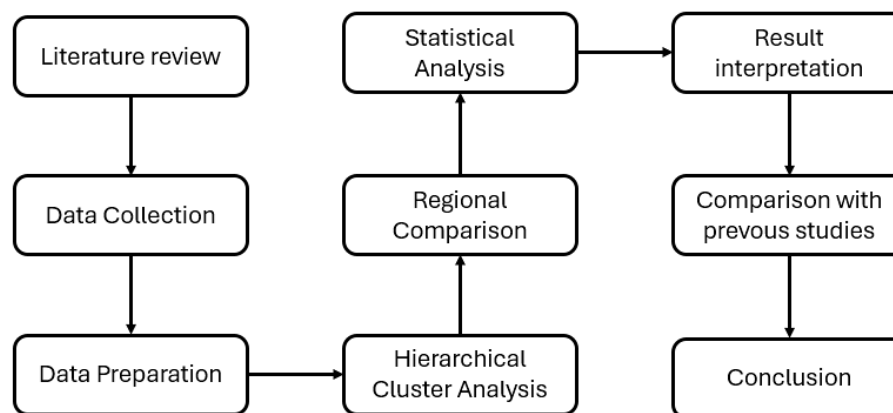 Literature review
Data Collection
Data Preparation
Hierarchical
Cluster Analysis
Regional
Comparison
Statistical
Analysis
Result
interpretation
Comparison with
prevous studies
Conclusion